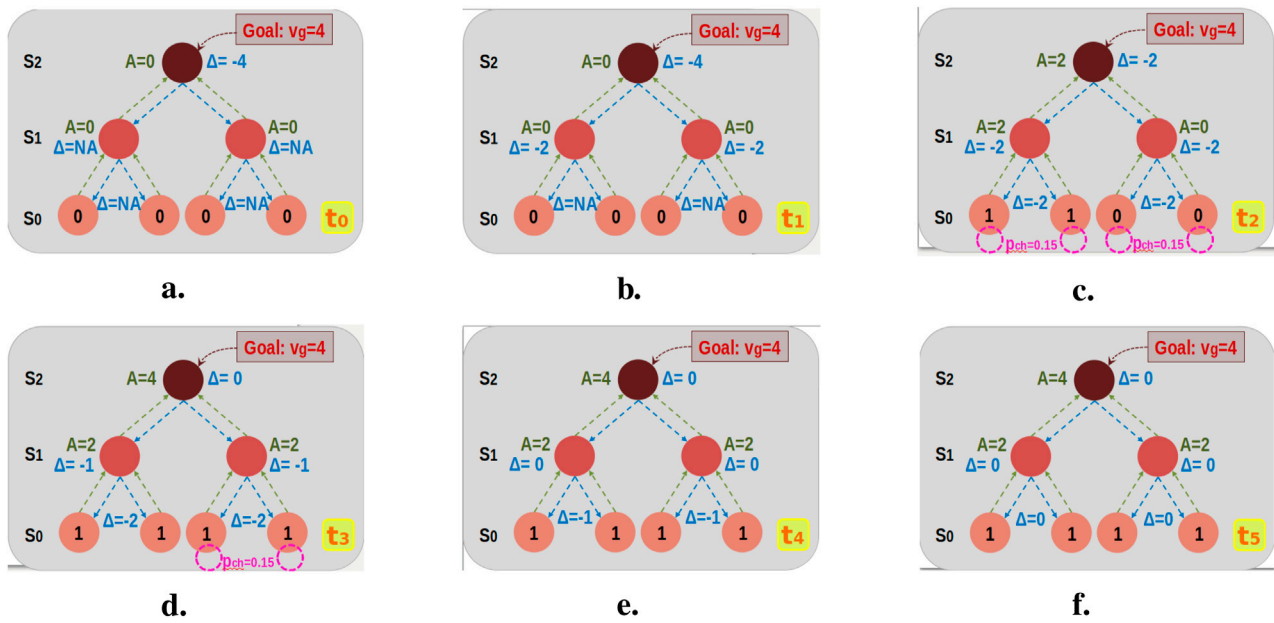 Goal: vg=4
S2 A=0 Δ= -4
S1 A=0 A=0
Δ=NA Δ=NA
S0 Δ=NA Δ=NA
0 0 0 0 t0
a.
Goal: vg=4
S2 A=0 Δ= -4
S1 A=0 A=0
Δ= -2 Δ= -2
S0 Δ=NA Δ=NA
0 0 0 0 t1
b.
Goal: vg=4
S2 A=2 Δ= -2
S1 A=2 A=0
Δ= -2 Δ= -2
S0 Δ=-2 Δ=-2
1 1 0 0 t2
pch=0.15 pch=0.15
c.
Goal: vg=4
S2 A=4 Δ= 0
S1 A=2 A=2
Δ= -1 Δ= -1
S0 Δ=-2 Δ=-2
1 1 1 1 t3
pch=0.15
d.
Goal: vg=4
S2 A=4 Δ= 0
S1 A=2 A=2
Δ= 0 Δ= 0
S0 Δ=-1 Δ=-1
1 1 1 1 t4
e.
Goal: vg=4
S2 A=4 Δ= 0
S1 A=2 A=2
Δ= 0 Δ= 0
S0 Δ=0 Δ=0
1 1 1 1 t5
f.